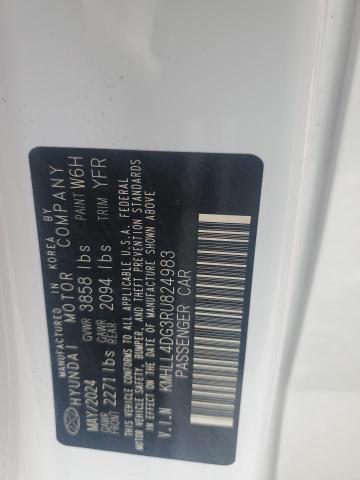 MANUFACTURED IN KOREA BY
HYUNDAI MOTOR COMPANY
MAY/2024 GVWR 3858 lbs PAINT W6H
GAWR FRONT 2271 lbs GAWR REAR 2094 lbs TRIM YFR
THIS VEHICLE CONFORMS TO ALL APPLICABLE U.S.A. FEDERAL
MOTOR VEHICLE SAFETY, BUMPER, AND THEFT PREVENTION STANDARDS
IN EFFECT ON THE DATE OF MANUFACTURE SHOWN ABOVE
V.I.N KMHLL4DG3RU824983
PASSENGER CAR